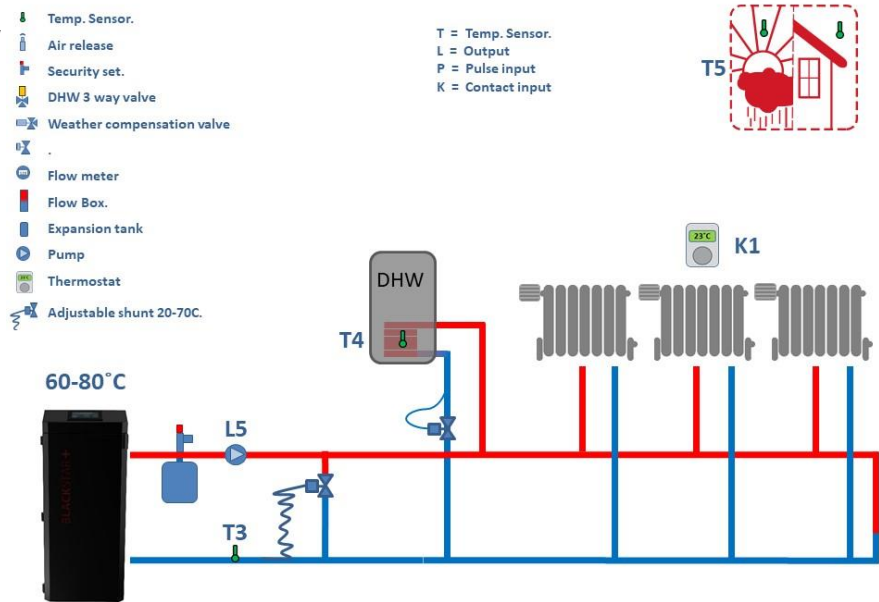 Temp. Sensor.
Air release
Security set.
DHW 3 way valve
Weather compensation valve
.
Flow meter
Flow Box.
Expansion tank
Pump
Thermostat
Adjustable shunt 20-70C.
T = Temp. Sensor.
L = Output
P = Pulse input
K = Contact input
T5
23°C
K1
DHW
T4
60-80°C
L5
T3
BLACKSTAR+